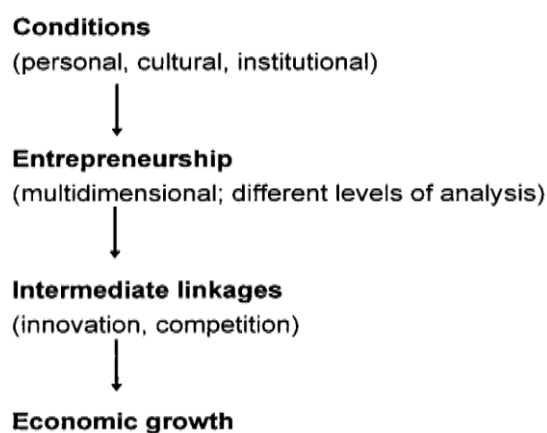 Conditions
(personal, cultural, institutional)
Entrepreneurship
(multidimensional; different levels of analysis)
Intermediate linkages
(innovation, competition)
Economic growth